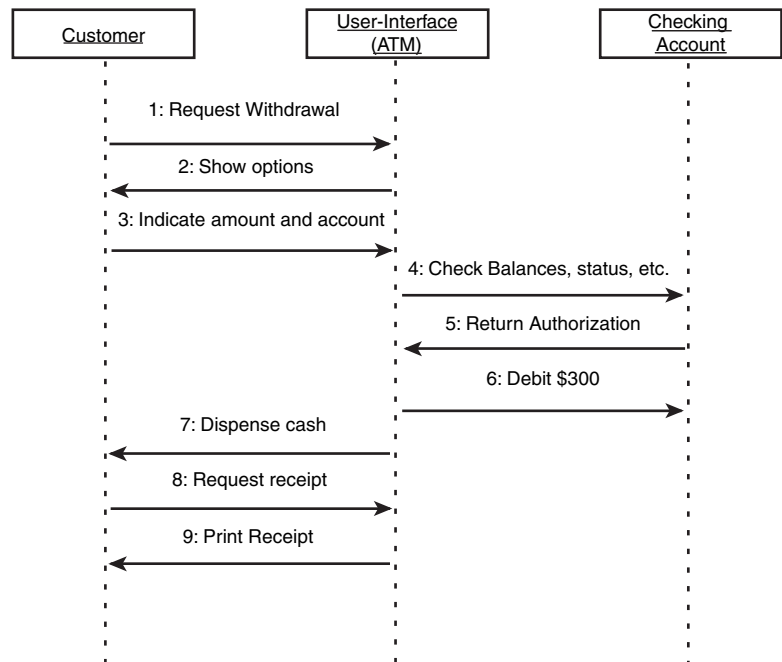 Customer
User-Interface
(ATM)
Checking
Account
1: Request Withdrawal
2: Show options
3: Indicate amount and account
4: Check Balances, status, etc.
5: Return Authorization
6: Debit $300
7: Dispense cash
8: Request receipt
9: Print Receipt